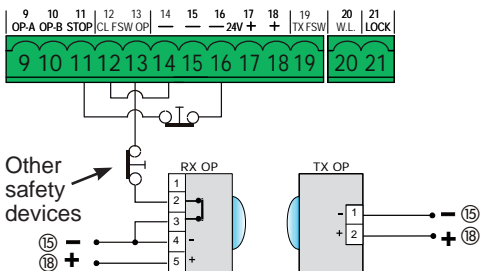 9 10 11 12 13 14 15 16 17 18 19 20 21
OP-A OP-B STOP CL FSW OP − − − 24V + + TX FSW W.L. LOCK
9 10 11 12 13 14 15 16 17 18 19 20 21
Other
safety
devices
RX OP
TX OP
1
2
3
4 -
5 +
⑮ −
⑱ +
- 1
+ 2
− ⑮
+ ⑱